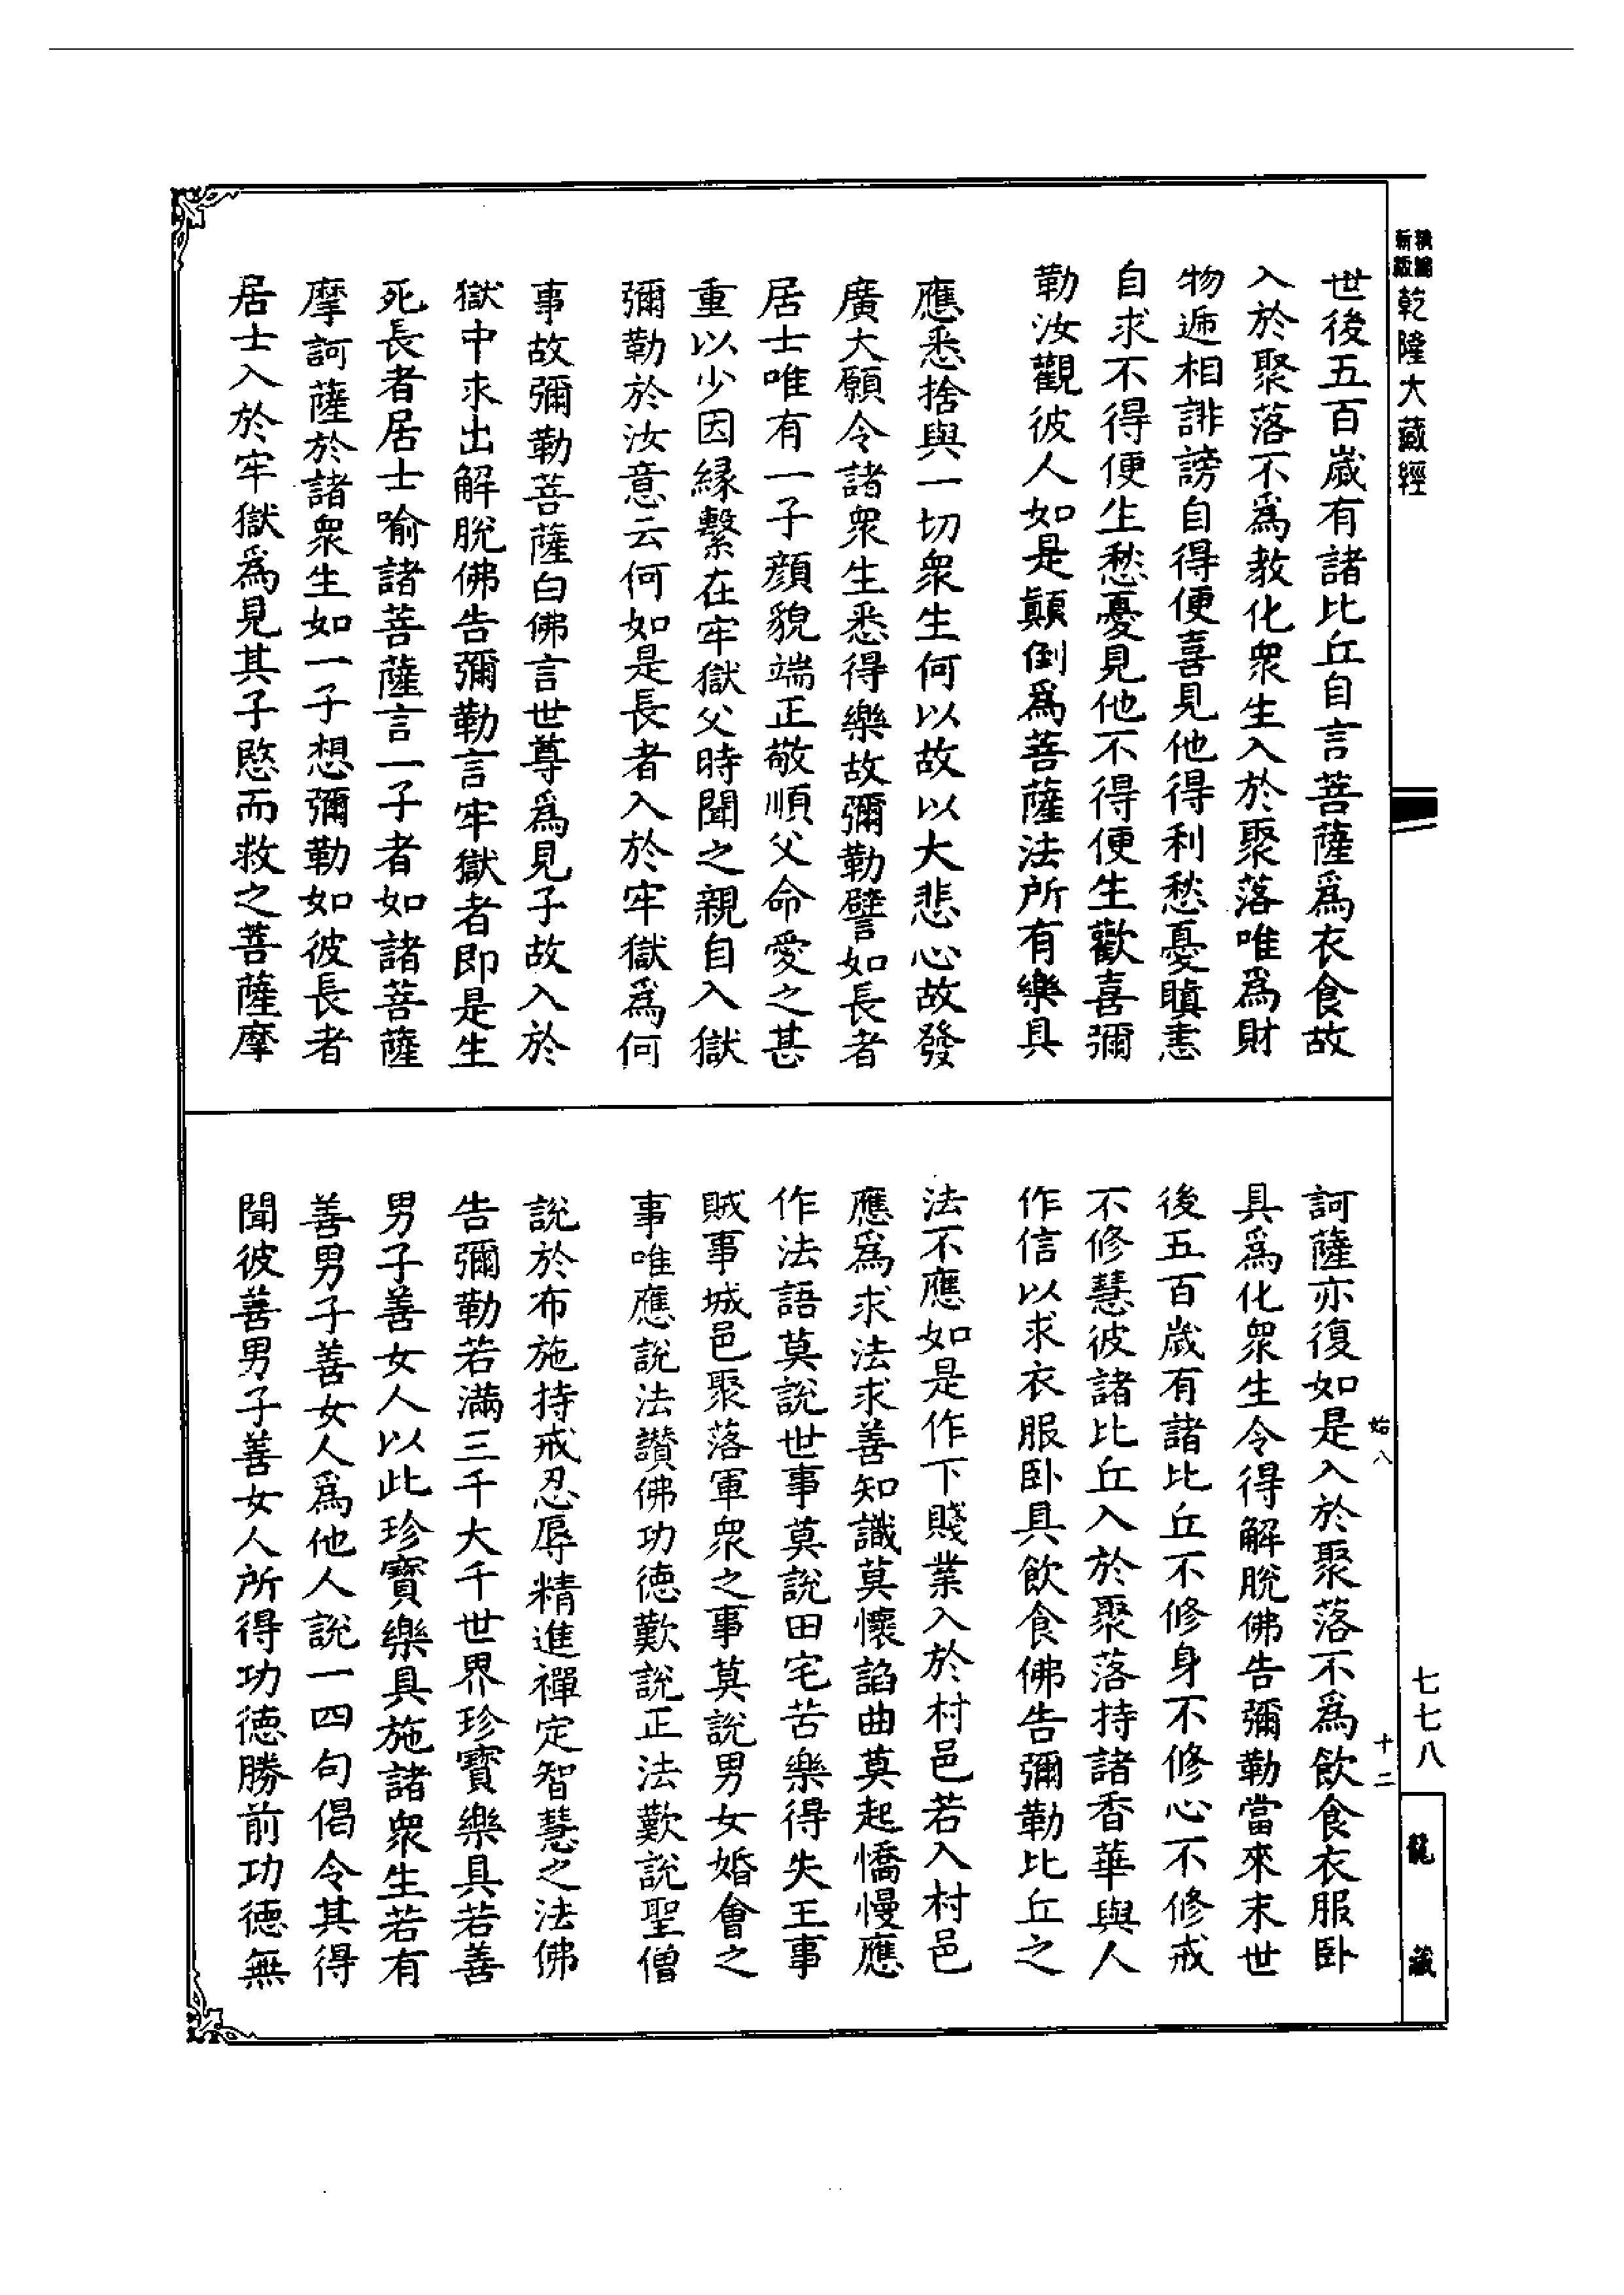 新編
新版
乾隆大藏經
世後五百嵗有諸比丘自言菩薩爲衣食故
入於聚落不爲教化衆生入於聚落唯爲財
物逓相誹謗自得便喜見他得利愁憂瞋恚
自求不得便生愁憂見他不得便生歡喜彌
勒汝觀彼人如是顛倒爲菩薩法所有樂具
應悉捨與一切衆生何以故以大悲心故發
廣大願令諸衆生悉得樂故彌勒譬如長者
居士唯有一子顔貌端正敬順父命愛之甚
重以少因縁繫在牢獄父時聞之親自入獄
彌勒於汝意云何如是長者入於牢獄爲何
事故彌勒菩薩白佛言世尊爲見子故入於
獄中求出解脫佛告彌勒言牢獄者即是生
死長者居士喻諸菩薩言一子者如諸菩薩
摩訶薩於諸衆生如一子想彌勒如彼長者
居士入於牢獄爲見其子愍而救之菩薩摩
訶薩亦復如是入於聚落不爲飲食衣服卧
具爲化衆生令得解脫佛告彌勒當來末世
後五百嵗有諸比丘不修身不修心不修戒
不修慧彼諸比丘入於聚落持諸香華與人
作信以求衣服卧具飲食佛告彌勒比丘之
法不應如是作下賤業入於村邑若入村邑
應爲求法求善知識莫懷諂曲莫起憍慢應
作法語莫說世事莫說田宅苦樂得失王事
賊事城邑聚落軍衆之事莫說男女婚會之
事唯應說法讚佛功徳歎說正法歎說聖僧
說於布施持戒忍辱精進禪定智慧之法佛
告彌勒若滿三千大千世界珍寶樂具若善
男子善女人以此珍寶樂具施諸衆生若有
善男子善女人爲他人說一四句偈令其得
聞彼善男子善女人所得功徳勝前功徳無
始八
十二
七七八
龍藏